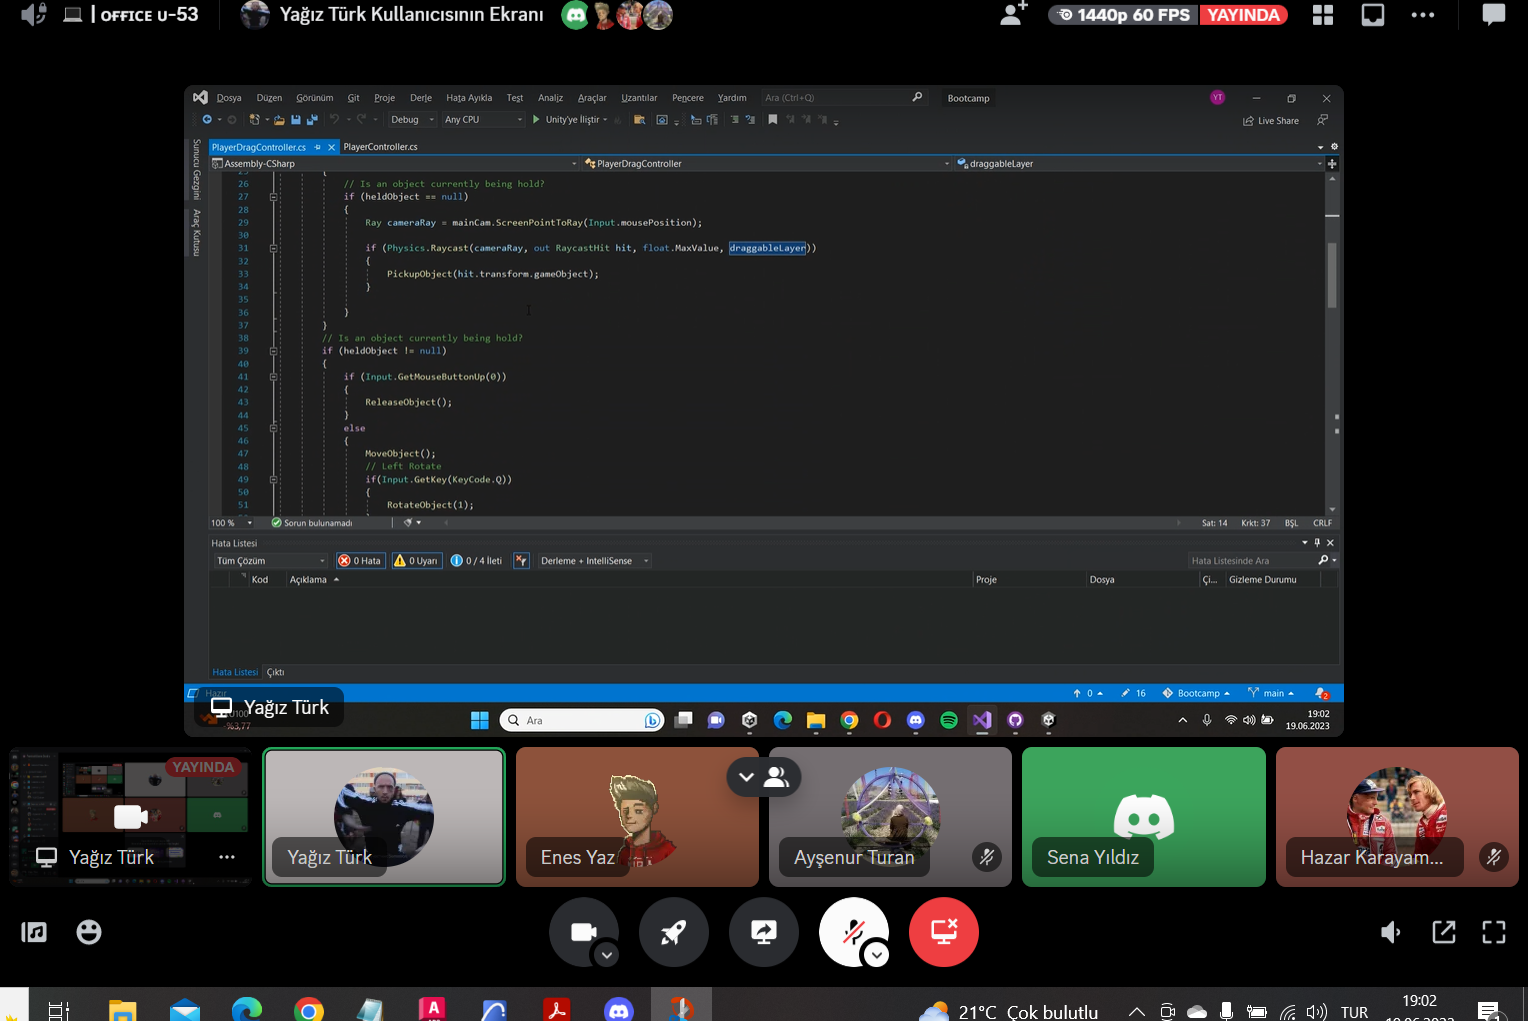 OFFICE U-53
Yağız Türk Kullanıcısının Ekranı
1440p 60 FPS YAYINDA
Dosya Düzen Görünüm Git Proje Derle Hata Ayıkla Test Analiz Araçlar Uzantılar Pencere Yardım Ara (Ctrl+Q) Bootcamp YT
Debug Any CPU Unity'ye İliştir Live Share
PlayerDragController.cs PlayerController.cs
Sunucu Gezgini
Araç Kutusu
Assembly-CSharp PlayerDragController draggableLayer
25 {
26 // Is an object currently being hold?
27 if (heldObject == null)
28 {
29 Ray cameraRay = mainCam.ScreenPointToRay(Input.mousePosition);
30
31 if (Physics.Raycast(cameraRay, out RaycastHit hit, float.MaxValue, draggableLayer))
32 {
33 PickupObject(hit.transform.gameObject);
34 }
35
36 }
37 }
38 // Is an object currently being hold?
39 if (heldObject != null)
40 {
41 if (Input.GetMouseButtonUp(0))
42 {
43 ReleaseObject();
44 }
45 else
46 {
47 MoveObject();
48 // Left Rotate
49 if(Input.GetKey(KeyCode.Q))
50 {
51 RotateObject(1);
100 % Sorun bulunamadı Satı: 14 Krkt: 37 BŞL CRLF
Hata Listesi
Tüm Çözüm 0 Hata 0 Uyarı 0 / 4 İleti Derleme + IntelliSense Hata Listesinde Ara
Kod Açıklama Proje Dosya Çi... Gizleme Durumu
Hata Listesi Çıktı
Hazır 0 16 Bootcamp main 2
Yağız Türk
%3,77
Ara
19:02
19.06.2023
YAYINDA
Yağız Türk
Yağız Türk
Enes Yaz
Ayşenur Turan
Sena Yıldız
Hazar Karayam...
21°C Çok bulutlu TUR 19:02